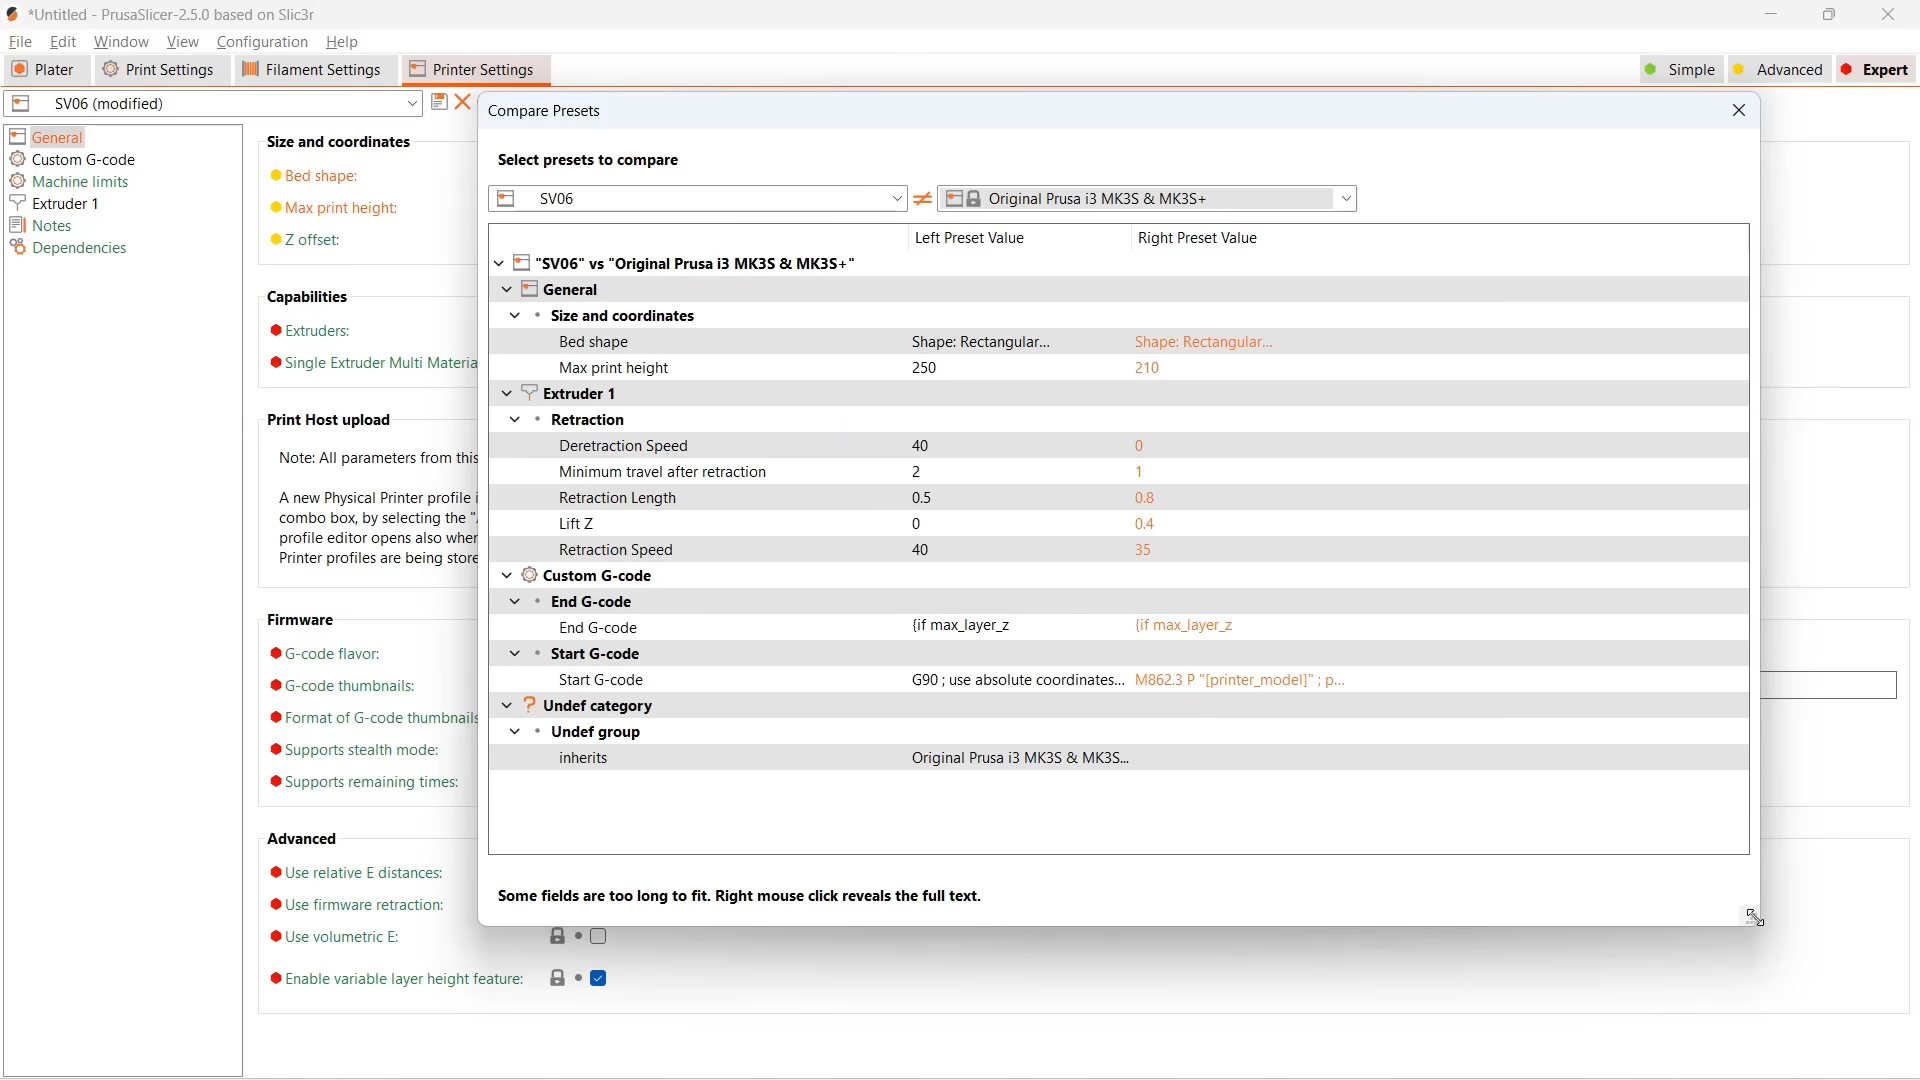 *Untitled - PrusaSlicer-2.5.0 based on Slic3r
File Edit Window View Configuration Help
Plater Print Settings Filament Settings Printer Settings Simple Advanced Expert
SV06 (modified)
General
Custom G-code
Machine limits
Extruder 1
Notes
Dependencies
Size and coordinates
Bed shape:
Max print height:
Z offset:
Capabilities
Extruders:
Single Extruder Multi Materia
Print Host upload
Note: All parameters from this
A new Physical Printer profile i
combo box, by selecting the "
profile editor opens also wher
Printer profiles are being store
Firmware
G-code flavor:
G-code thumbnails:
Format of G-code thumbnails
Supports stealth mode:
Supports remaining times:
Advanced
Use relative E distances:
Use firmware retraction:
Use volumetric E:
Enable variable layer height feature:
Compare Presets
Select presets to compare
SV06 Original Prusa i3 MK3S & MK3S+
Left Preset Value Right Preset Value
"SV06" vs "Original Prusa i3 MK3S & MK3S+"
General
Size and coordinates
Bed shape Shape: Rectangular... Shape: Rectangular...
Max print height 250 210
Extruder 1
Retraction
Deretraction Speed 40 0
Minimum travel after retraction 2 1
Retraction Length 0.5 0.8
Lift Z 0 0.4
Retraction Speed 40 35
Custom G-code
End G-code
End G-code {if max_layer_z {if max_layer_z
Start G-code
Start G-code G90 ; use absolute coordinates... M862.3 P "[printer_model]" ; p...
Undef category
Undef group
inherits Original Prusa i3 MK3S & MK3S...
Some fields are too long to fit. Right mouse click reveals the full text.